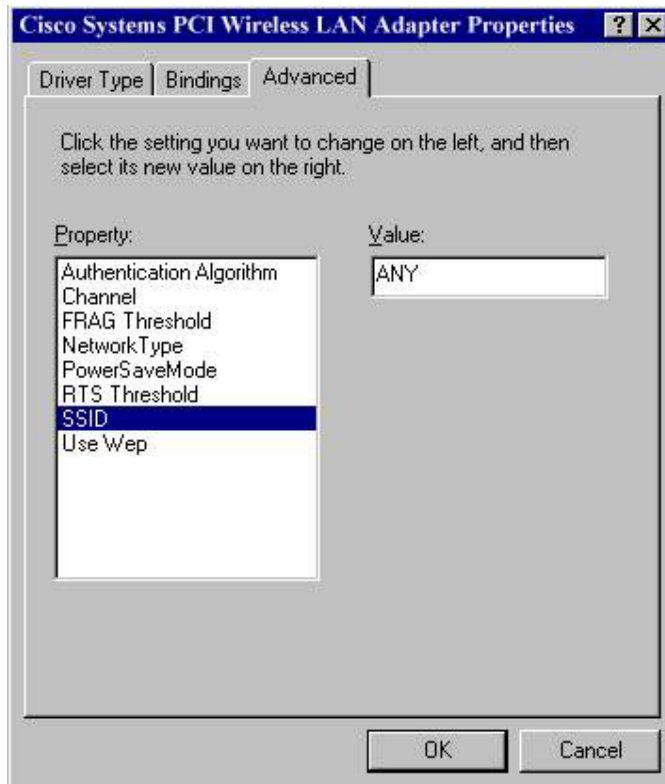 Cisco Systems PCI Wireless LAN Adapter Properties ? X
Driver Type Bindings Advanced
Click the setting you want to change on the left, and then
select its new value on the right.
Property: Value:
Authentication Algorithm ANY
Channel
FRAG Threshold
NetworkType
PowerSaveMode
RTS Threshold
SSID
Use Wep
OK Cancel